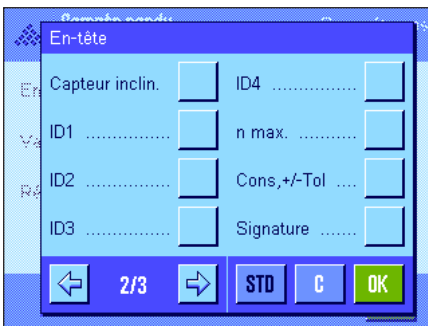 En-tête
Capteur inclin.
ID1 ...............
ID2 ...............
ID3 ...............
ID4 ...............
n max. ...........
Cons,+/-Tol ....
Signature .......
2/3
STD
C
OK